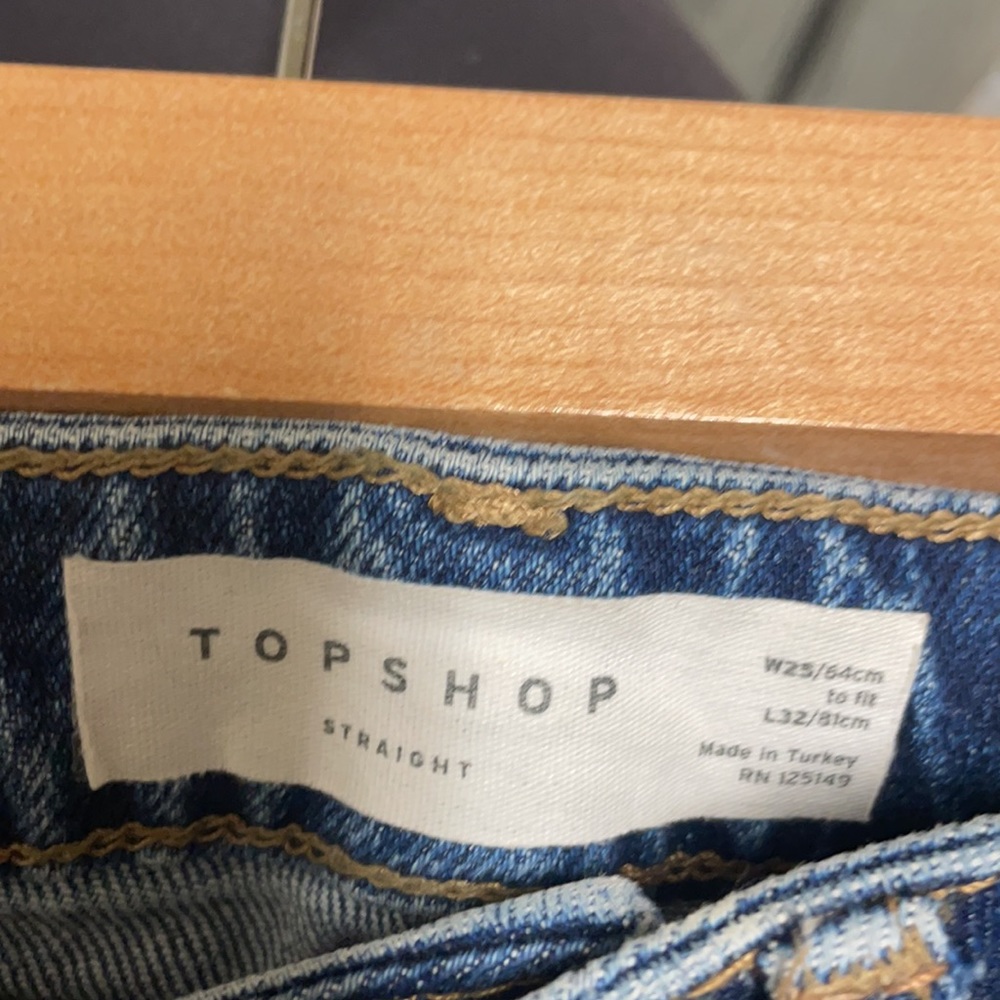 TOPSHOP
STRAIGHT
W25/64cm
to fit
L32/81cm
Made in Turkey
RN 125149